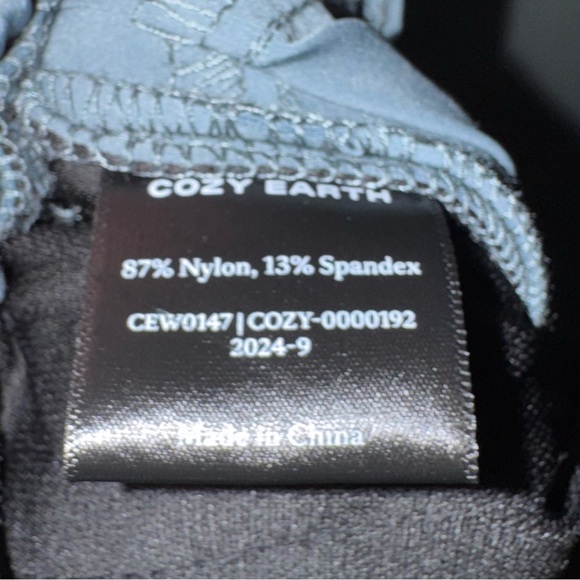 COZY EARTH
87% Nylon, 13% Spandex
CEW0147|COZY-0000192
2024-9
Made in China